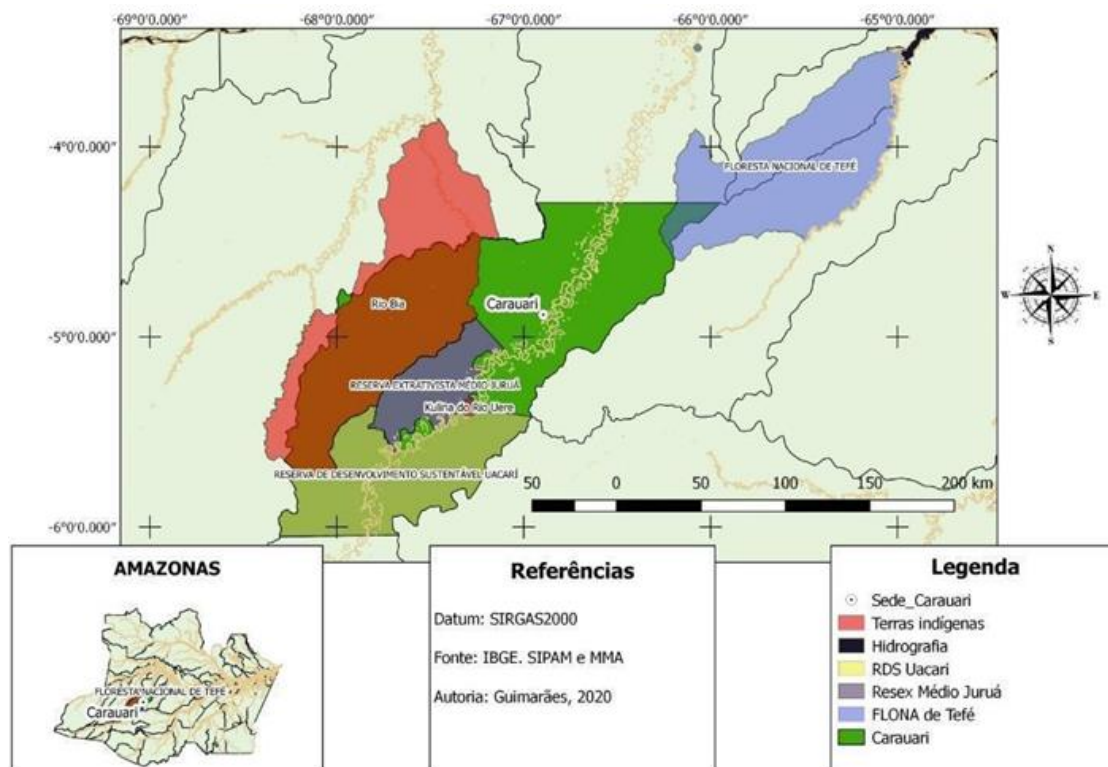 -69°0'0.000" -68°0'0.000" -67°0'0.000" -66°0'0.000" -65°0'0.000"
-4°0'0.000"
FLORESTA NACIONAL DE TEFÉ
Rio Bia
Carauari
N
W E
S
-5°0'0.000"
RESERVA EXTRATIVISTA MÉDIO JURUÁ
Kulina do Rio Uere
RESERVA DE DESENVOLVIMENTO SUSTENTÁVEL UACARÍ
50 0 50 100 150 200 km
-6°0'0.000"
AMAZONAS
FLORESTA NACIONAL DE TEFÉ
Carauari
Referências
Datum: SIRGAS2000
Fonte: IBGE. SIPAM e MMA
Autoria: Guimarães, 2020
Legenda
Sede_Carauari
Terras indígenas
Hidrografia
RDS Uacari
Resex Médio Juruá
FLONA de Tefé
Carauari